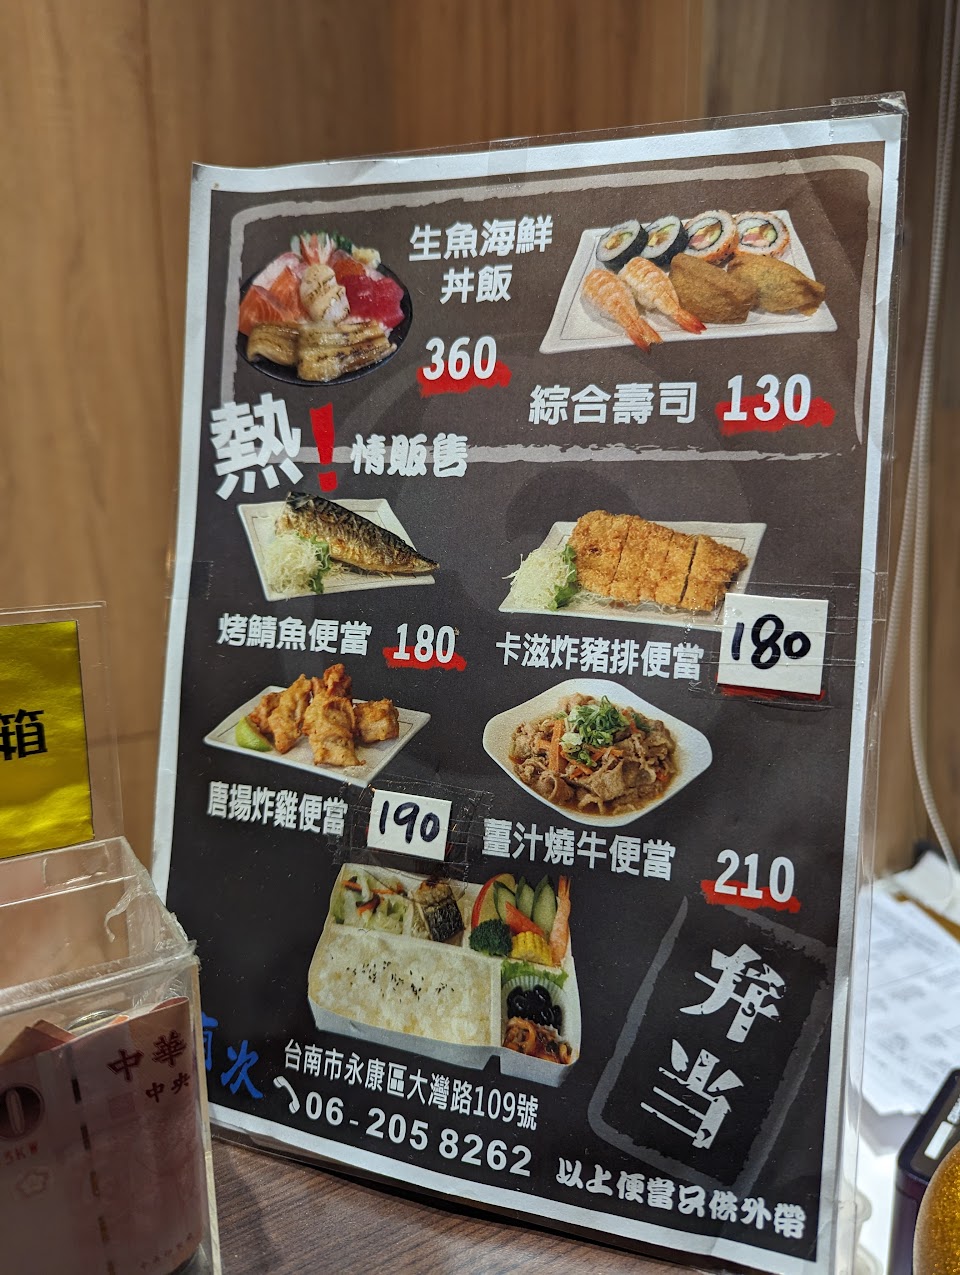 生魚海鮮
丼飯
360
綜合壽司 130
熱!情販售
烤鯖魚便當 180
卡滋炸豬排便當 180
唐揚炸雞便當 190
薑汁燒牛便當 210
弁当
次
台南市永康區大灣路109號
06-205 8262
以上便當只係外帶
箱
中華
中央